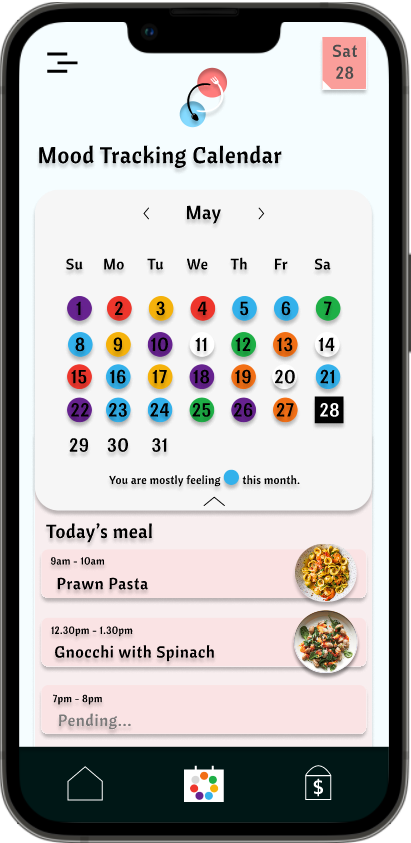 Sat
28
Mood Tracking Calendar
May
Su Mo Tu We Th Fr Sa
1 2 3 4 5 6 7
8 9 10 11 12 13 14
15 16 17 18 19 20 21
22 23 24 25 26 27 28
29 30 31
You are mostly feeling this month.
Today's meal
9am - 10am
Prawn Pasta
12.30pm - 1.30pm
Gnocchi with Spinach
7pm - 8pm
Pending...
$